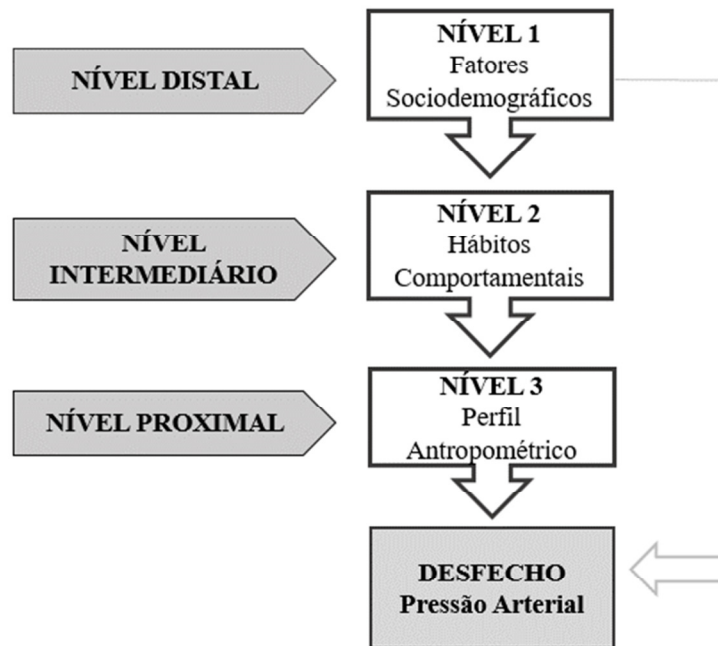 NÍVEL DISTAL
NÍVEL 1
Fatores
Sociodemográficos
NÍVEL
INTERMEDIÁRIO
NÍVEL 2
Hábitos
Comportamentais
NÍVEL PROXIMAL
NÍVEL 3
Perfil
Antropométrico
DESFECHO
Pressão Arterial